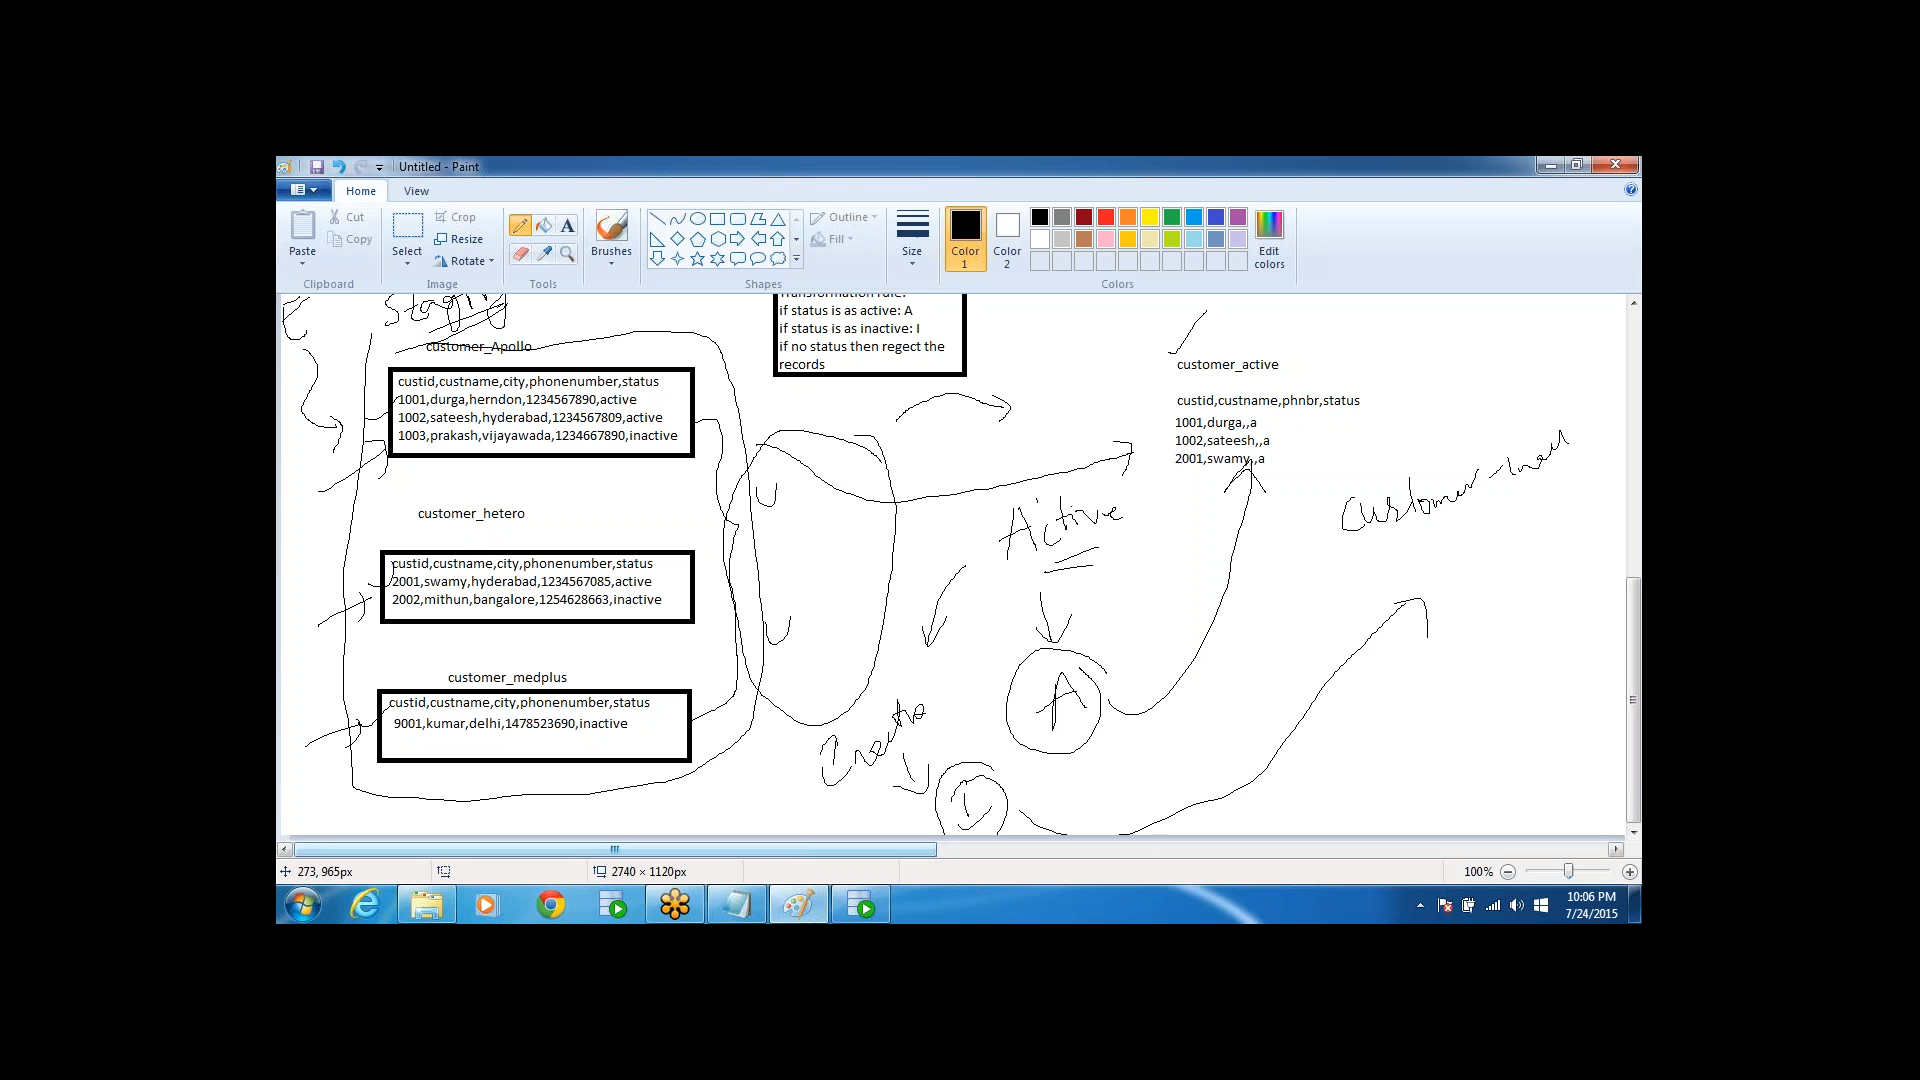 Untitled - Paint
Home View
Cut
Copy
Paste
Clipboard
Select
Crop
Resize
Rotate
Image
Tools
Brushes
Shapes
Outline
Fill
Size
Color 1
Color 2
Edit colors
Colors
Staging
customer_Apollo
custid,custname,city,phonenumber,status
1001,durga,herndon,1234567890,active
1002,sateesh,hyderabad,1234567809,active
1003,prakash,vijayawada,1234667890,inactive
customer_hetero
custid,custname,city,phonenumber,status
2001,swamy,hyderabad,1234567085,active
2002,mithun,bangalore,1254628663,inactive
customer_medplus
custid,custname,city,phonenumber,status
9001,kumar,delhi,1478523690,inactive
Transformation rule:
if status is as active: A
if status is as inactive: I
if no status then regect the
records
U
U
Active
A
I
customer_active
custid,custname,phnbr,status
1001,durga,,a
1002,sateesh,,a
2001,swamy,,a
Customer
273, 965px
2740 × 1120px
100%
10:06 PM
7/24/2015